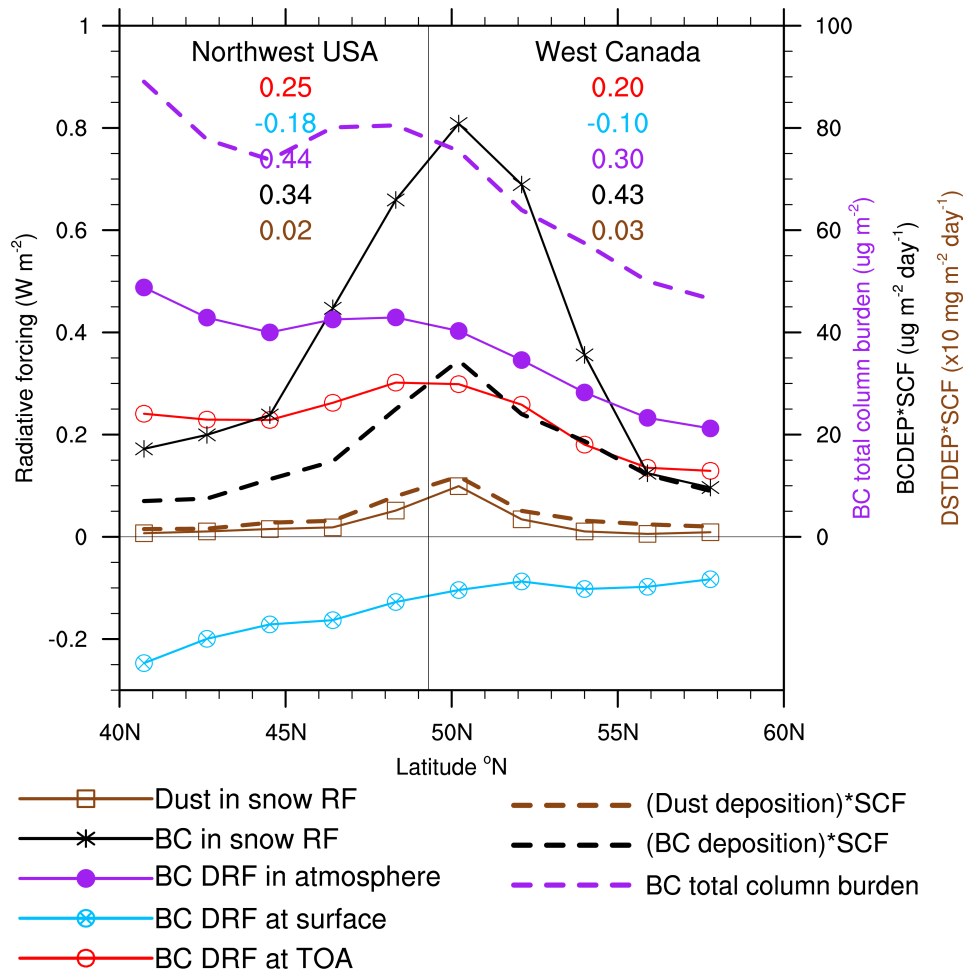 1
0.8
0.6
0.4
0.2
0
-0.2
Radiative forcing (W m-2)
Northwest USA
0.25
-0.18
0.44
0.34
0.02
West Canada
0.20
-0.10
0.30
0.43
0.03
100
80
60
40
20
0
BC total column burden (ug m-2)
BCDEP*SCF (ug m-2 day-1)
DSTDEP*SCF (x10 mg m-2 day-1)
40N 45N 50N 55N 60N
Latitude oN
Dust in snow RF
BC in snow RF
BC DRF in atmosphere
BC DRF at surface
BC DRF at TOA
(Dust deposition)*SCF
(BC deposition)*SCF
BC total column burden